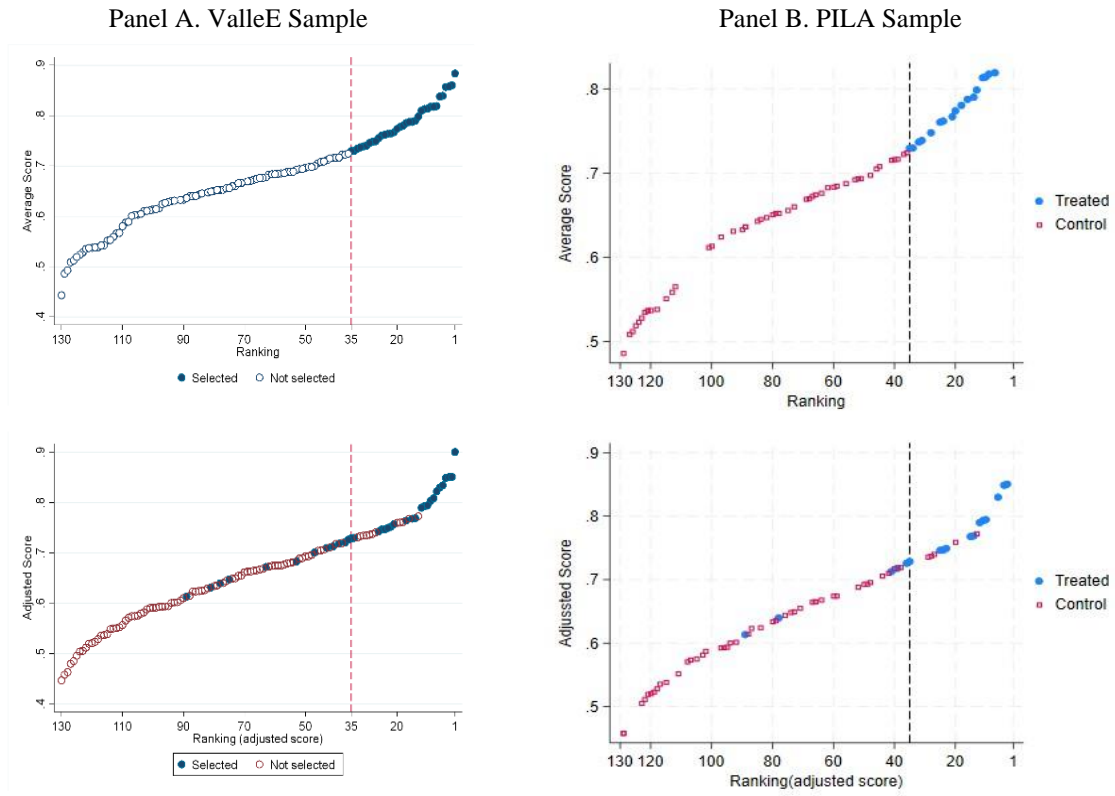 Panel A. ValleE Sample
Panel B. PILA Sample
Average Score
.9
.8
.7
.6
.5
.4
130
110
90
70
35
20
1
Ranking
Selected
Not selected
Average Score
.8
.7
.6
.5
130
120
100
80
60
40
20
1
Ranking
Treated
Control
Adjusted Score
.9
.8
.7
.6
.5
.4
130
110
90
70
50
35
20
1
Ranking (adjusted score)
Selected
Not selected
Adjussted Score
.9
.8
.7
.6
.5
130
120
100
80
60
40
20
1
Ranking(adjusted score)
Treated
Control